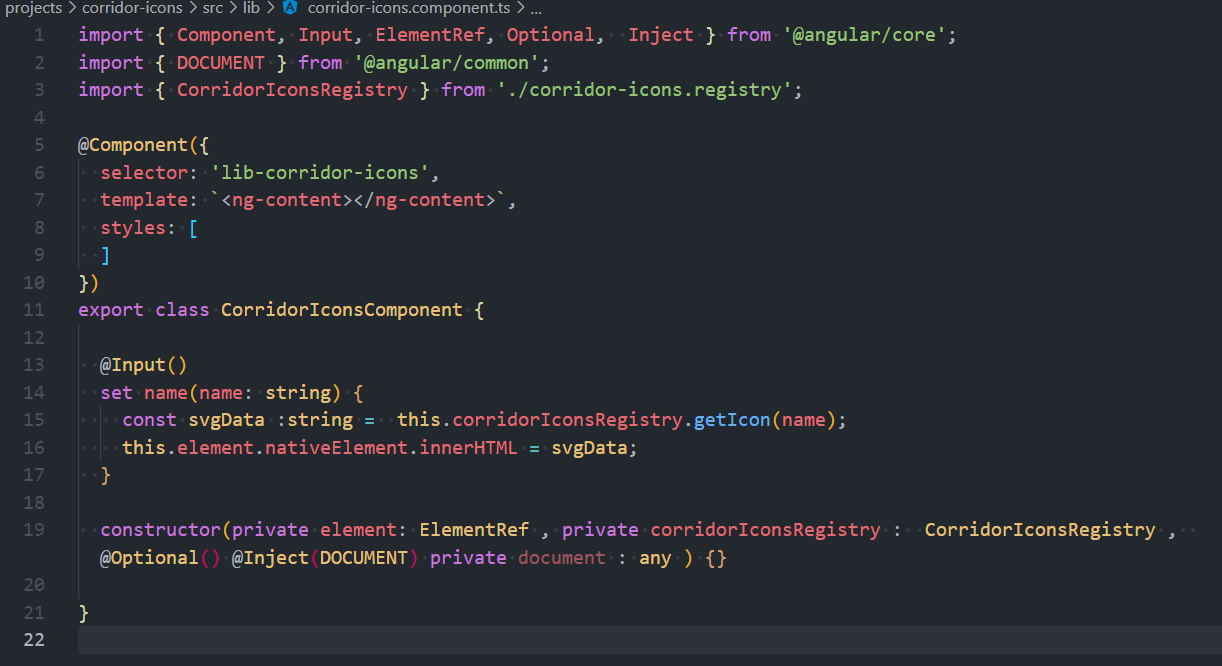 projects > corridor-icons > src > lib > corridor-icons.component.ts > ...
1 import { Component, Input, ElementRef, Optional,  Inject } from '@angular/core';
2 import { DOCUMENT } from '@angular/common';
3 import { CorridorIconsRegistry } from './corridor-icons.registry';
4
5 @Component({
6   selector: 'lib-corridor-icons',
7   template: `<ng-content></ng-content>`,
8   styles: [
9   ]
10 })
11 export class CorridorIconsComponent {
12
13   @Input()
14   set name(name: string) {
15     const svgData :string =  this.corridorIconsRegistry.getIcon(name);
16     this.element.nativeElement.innerHTML = svgData;
17   }
18
19   constructor(private element: ElementRef , private corridorIconsRegistry :  CorridorIconsRegistry ,
  @Optional() @Inject(DOCUMENT) private document : any ) {}
20
21 }
22